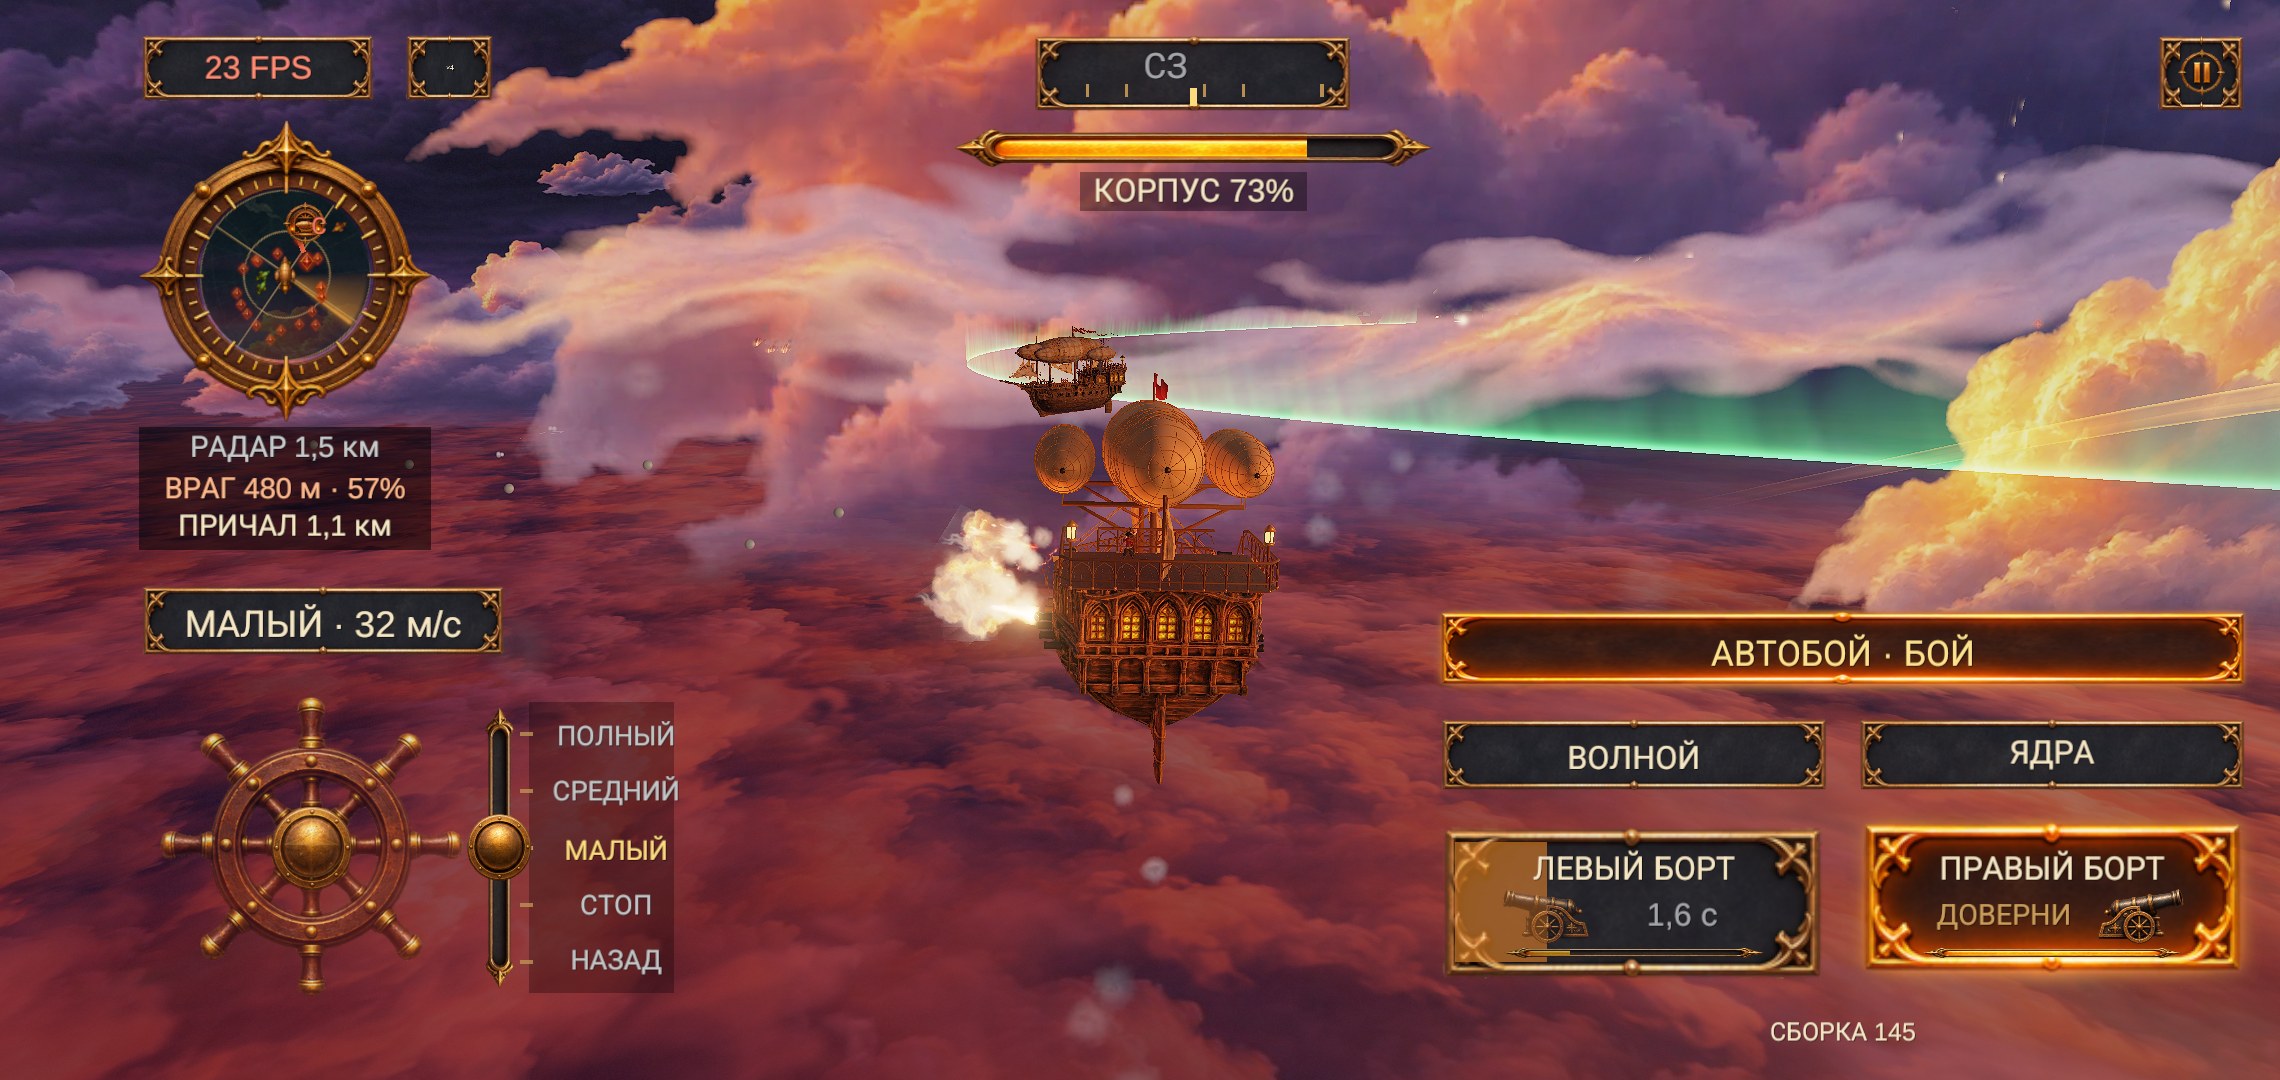 23 FPS
×4
СЗ
КОРПУС 73%
РАДАР 1,5 км
ВРАГ 480 м · 57%
ПРИЧАЛ 1,1 км
МАЛЫЙ · 32 м/с
ПОЛНЫЙ
СРЕДНИЙ
МАЛЫЙ
СТОП
НАЗАД
АВТОБОЙ · БОЙ
ВОЛНОЙ
ЯДРА
ЛЕВЫЙ БОРТ
1,6 с
ПРАВЫЙ БОРТ
ДОВЕРНИ
СБОРКА 145